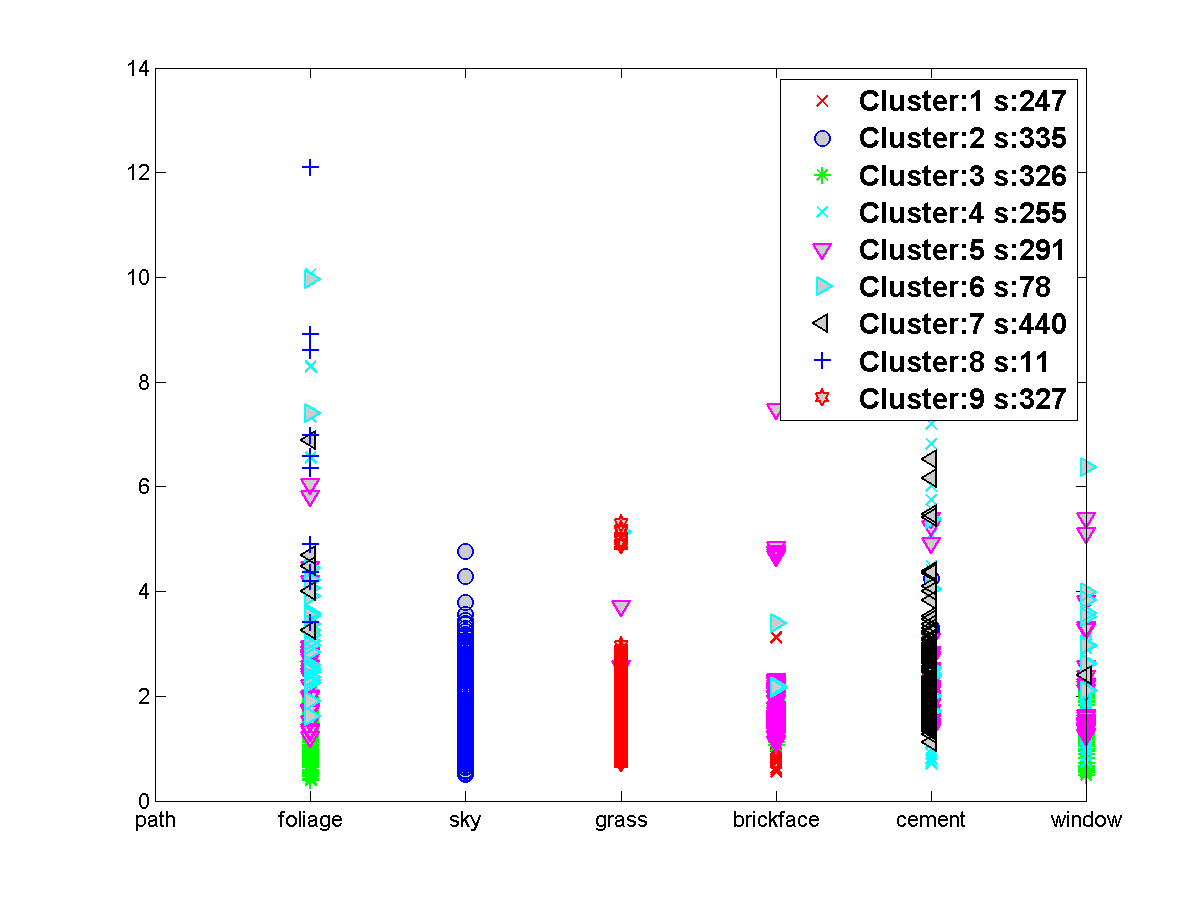 14
12
10
8
6
4
2
0
path foliage sky grass brickface cement window
Cluster:1 s:247
Cluster:2 s:335
Cluster:3 s:326
Cluster:4 s:255
Cluster:5 s:291
Cluster:6 s:78
Cluster:7 s:440
Cluster:8 s:11
Cluster:9 s:327